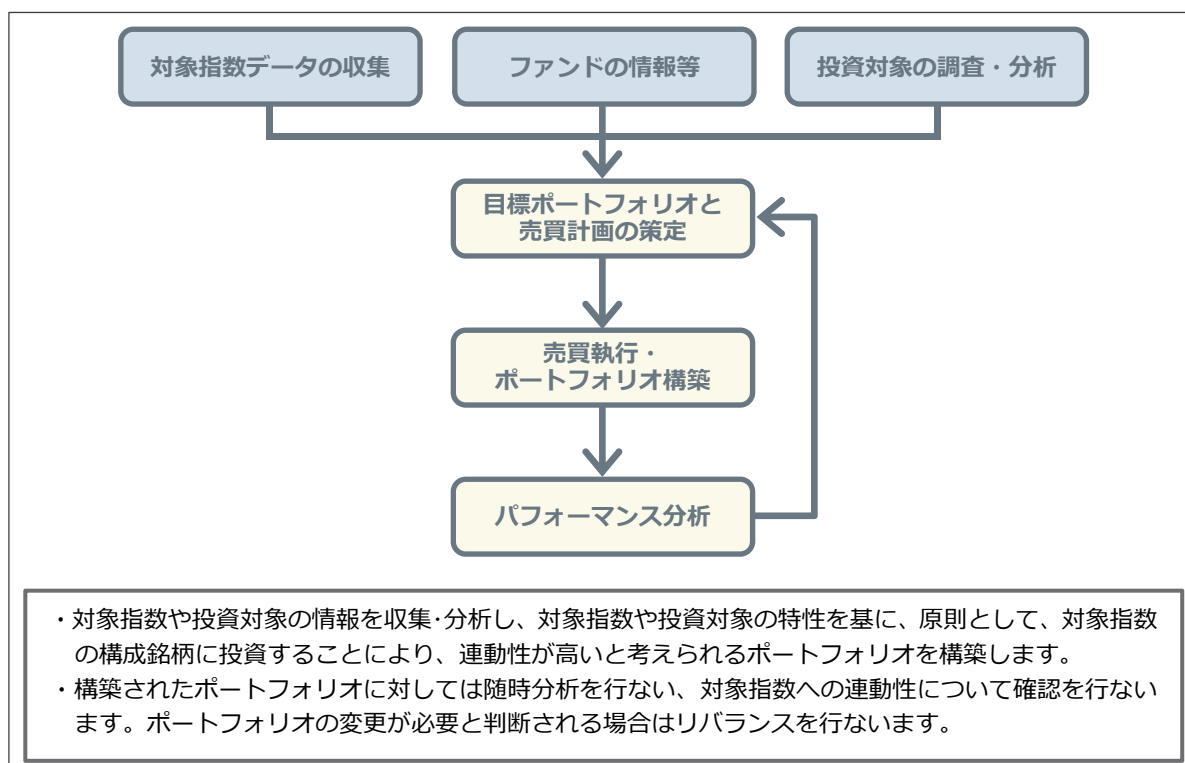 対象指数データの収集
ファンドの情報等
投資対象の調査・分析
目標ポートフォリオと
売買計画の策定
売買執行・
ポートフォリオ構築
パフォーマンス分析
・対象指数や投資対象の情報を収集･分析し、対象指数や投資対象の特性を基に、原則として、対象指数
の構成銘柄に投資することにより、連動性が高いと考えられるポートフォリオを構築します。
・構築されたポートフォリオに対しては随時分析を行ない、対象指数への連動性について確認を行ない
ます。ポートフォリオの変更が必要と判断される場合はリバランスを行ないます。